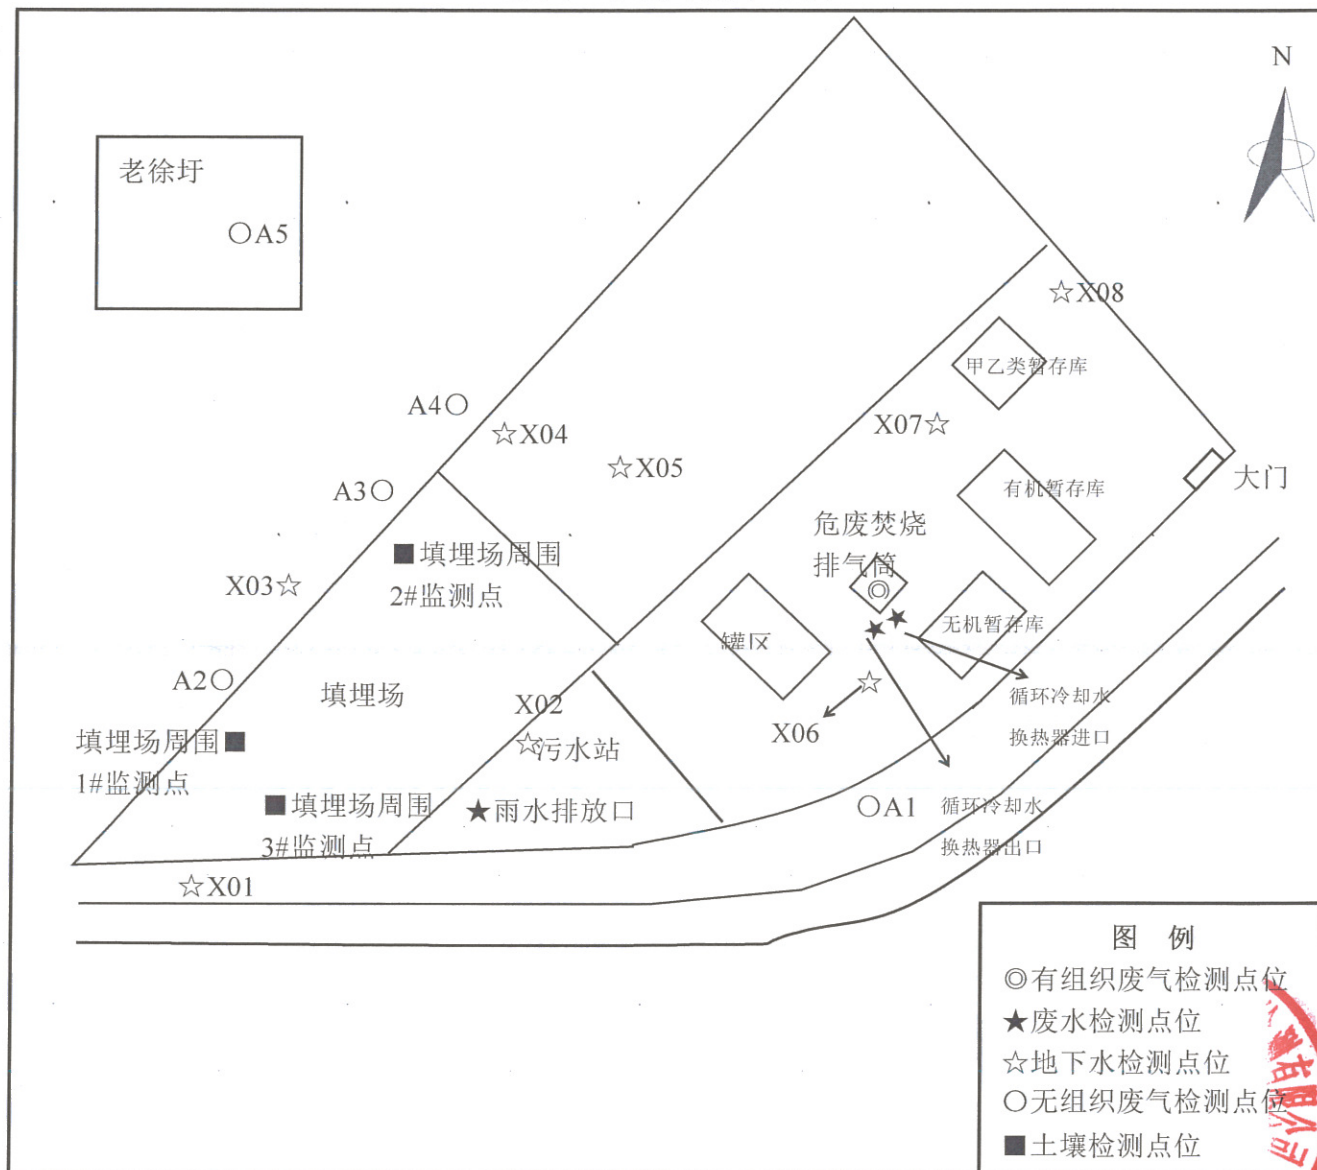 N
老徐圩
○A5
☆X08
甲乙类暂存库
A4○
☆X04
X07☆
☆X05
大门
A3○
有机暂存库
危废焚烧
排气筒
◎
■填埋场周围
2#监测点
X03☆
罐区
★★
无机暂存库
A2○
填埋场
☆
X06
循环冷却水
换热器进口
X02
☆污水站
填埋场周围■
1#监测点
■填埋场周围
3#监测点
★雨水排放口
○A1
循环冷却水
换热器出口
☆X01
图 例
◎有组织废气检测点位
★废水检测点位
☆地下水检测点位
○无组织废气检测点位
■土壤检测点位